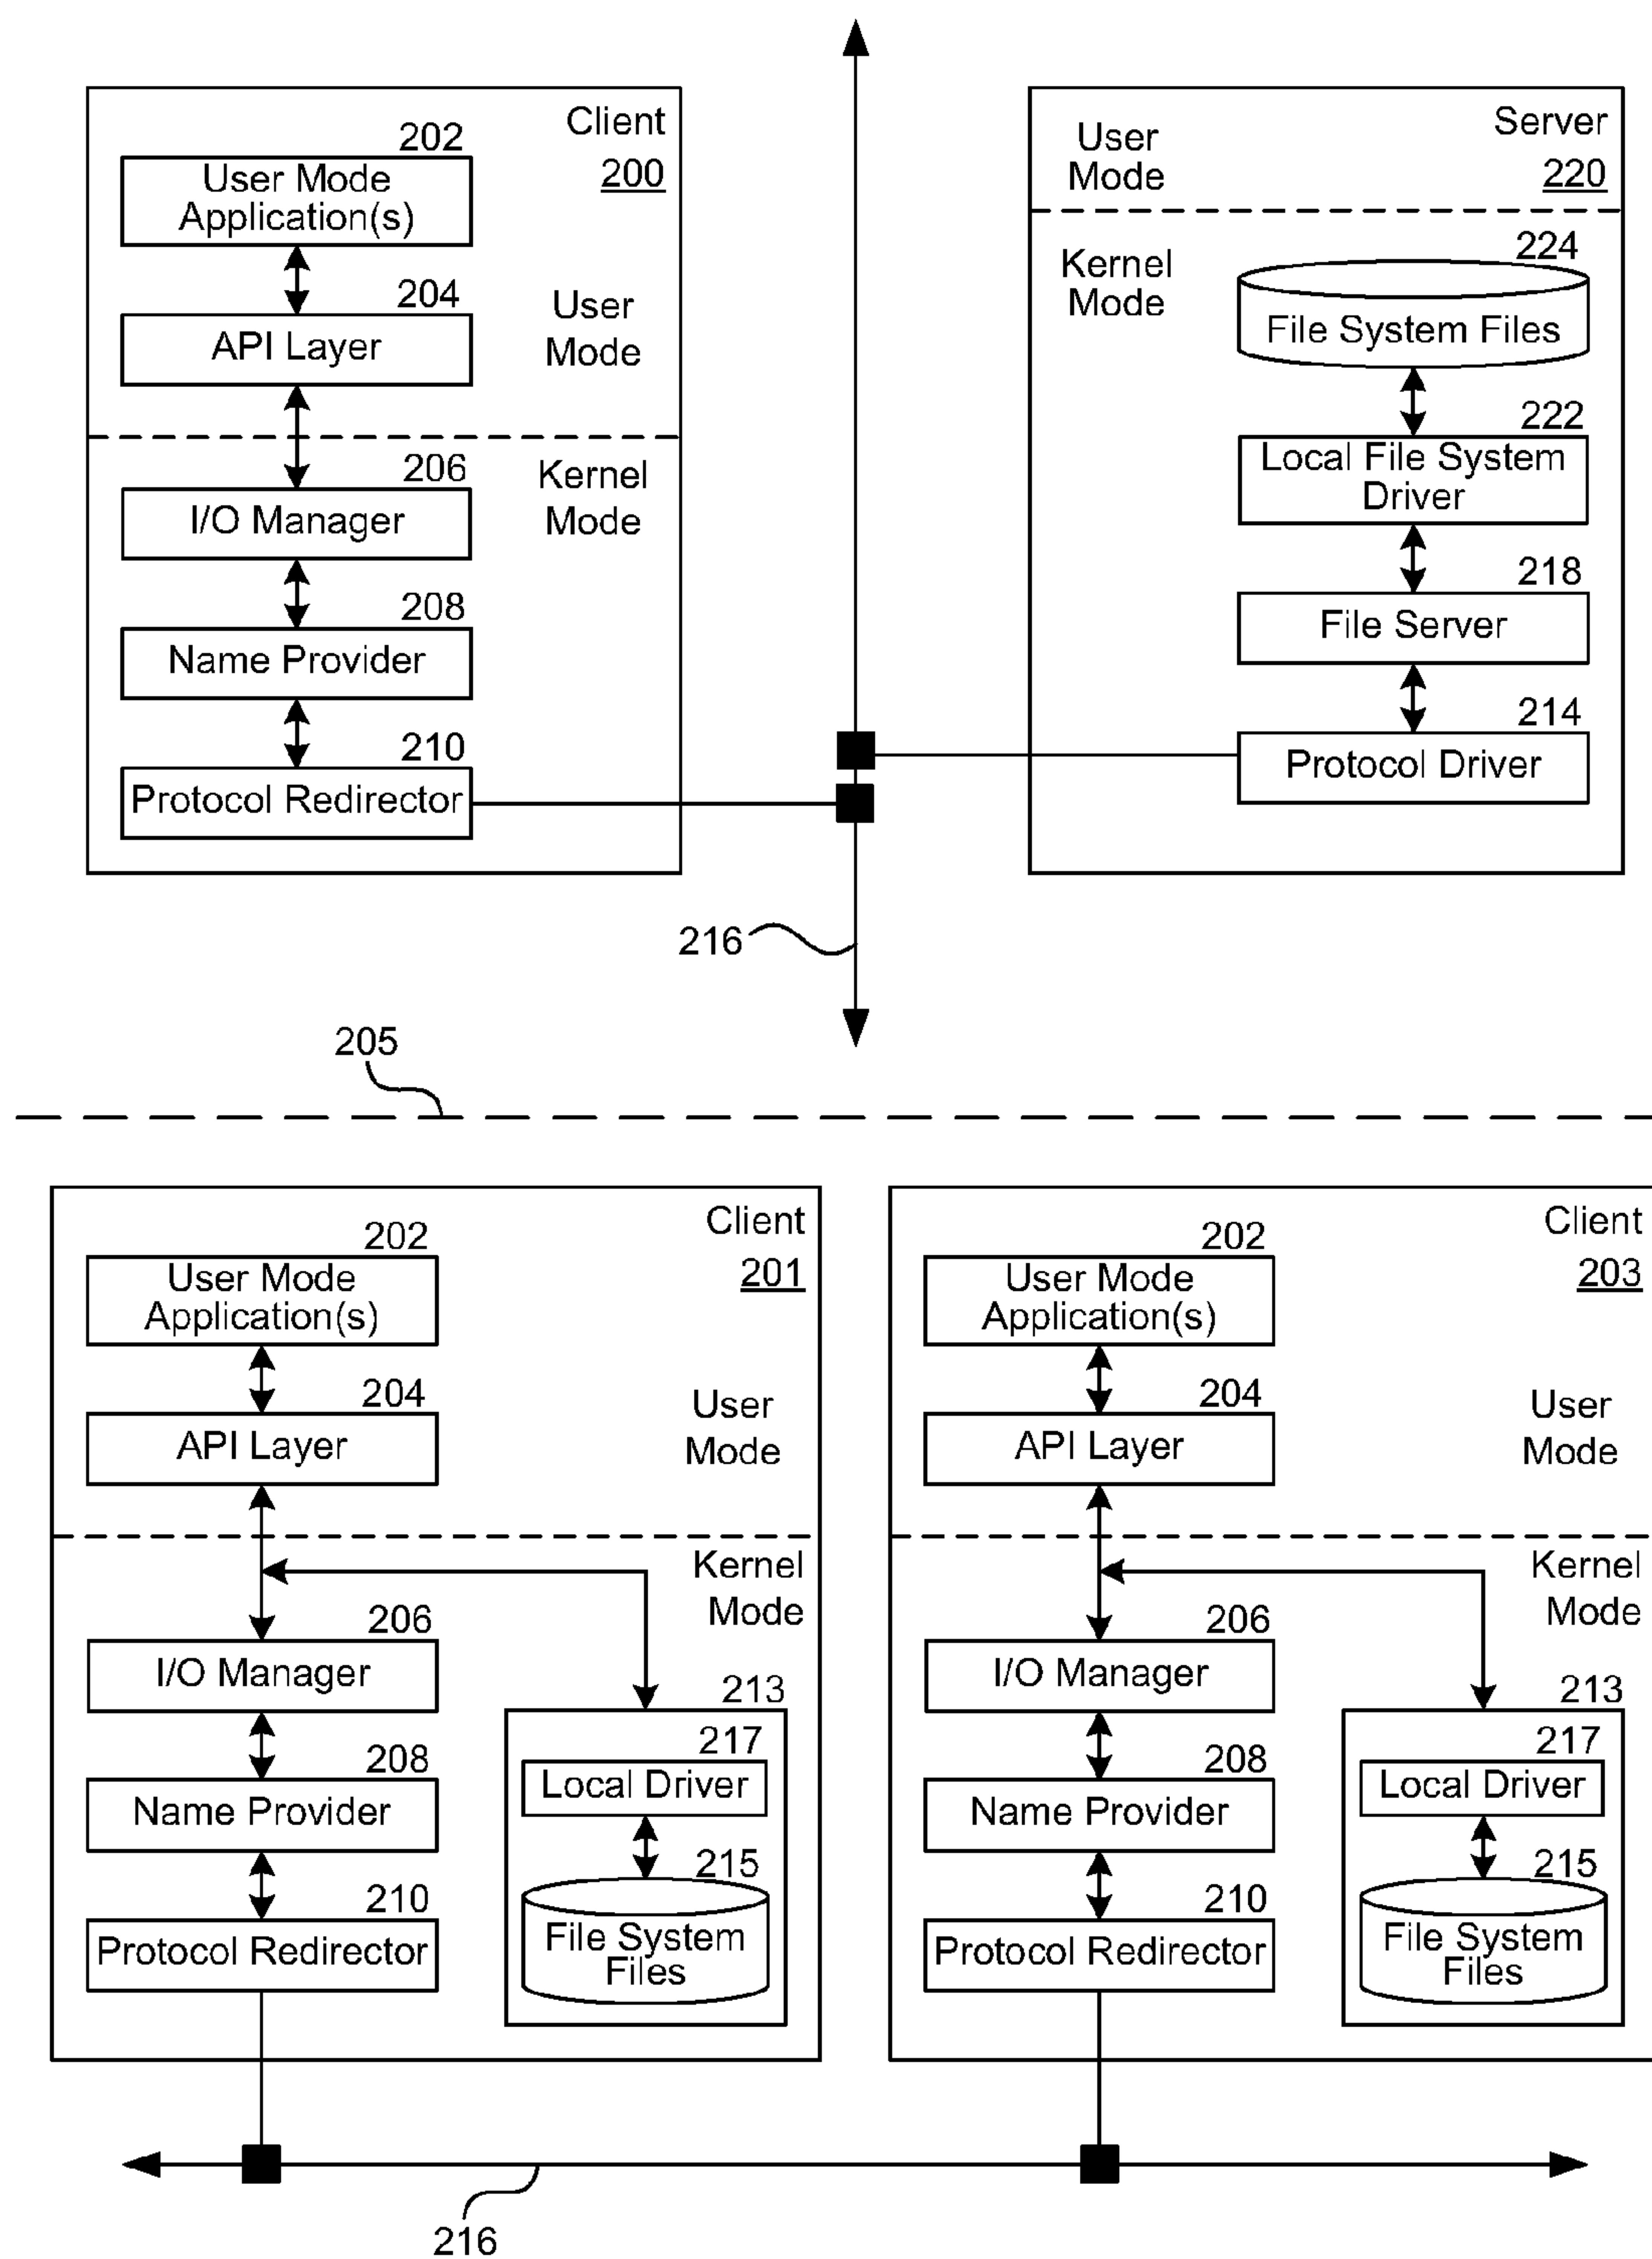 Client
200
202
User Mode
Application(s)
204
API Layer
User
Mode
206
I/O Manager
Kernel
Mode
208
Name Provider
210
Protocol Redirector
Server
220
User
Mode
Kernel
Mode
224
File System Files
222
Local File System
Driver
218
File Server
214
Protocol Driver
216
205
Client
201
202
User Mode
Application(s)
204
API Layer
User
Mode
Kernel
Mode
206
I/O Manager
208
Name Provider
210
Protocol Redirector
213
217
Local Driver
215
File System
Files
Client
203
202
User Mode
Application(s)
204
API Layer
User
Mode
Kernel
Mode
206
I/O Manager
208
Name Provider
210
Protocol Redirector
213
217
Local Driver
215
File System
Files
216